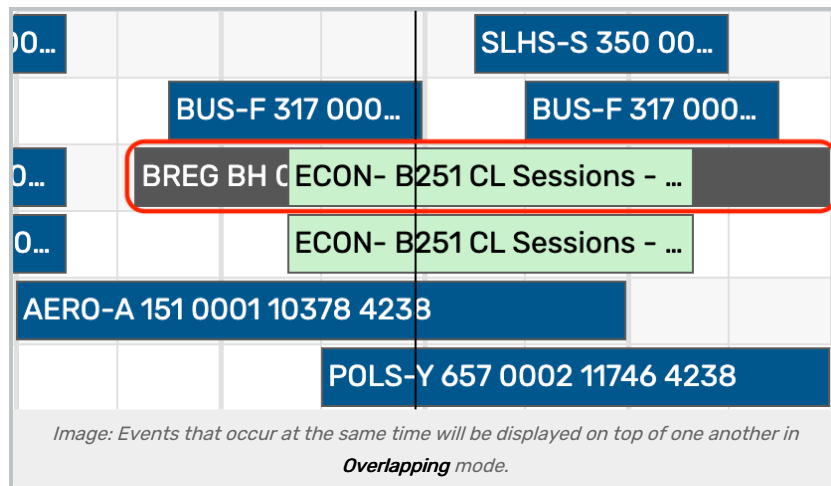 00... SLHS-S 350 00...
BUS-F 317 000... BUS-F 317 000...
0... BREG BH ECON- B251 CL Sessions - ...
0... ECON- B251 CL Sessions - ...
AERO-A 151 0001 10378 4238
POLS-Y 657 0002 11746 4238
Image: Events that occur at the same time will be displayed on top of one another in
Overlapping mode.